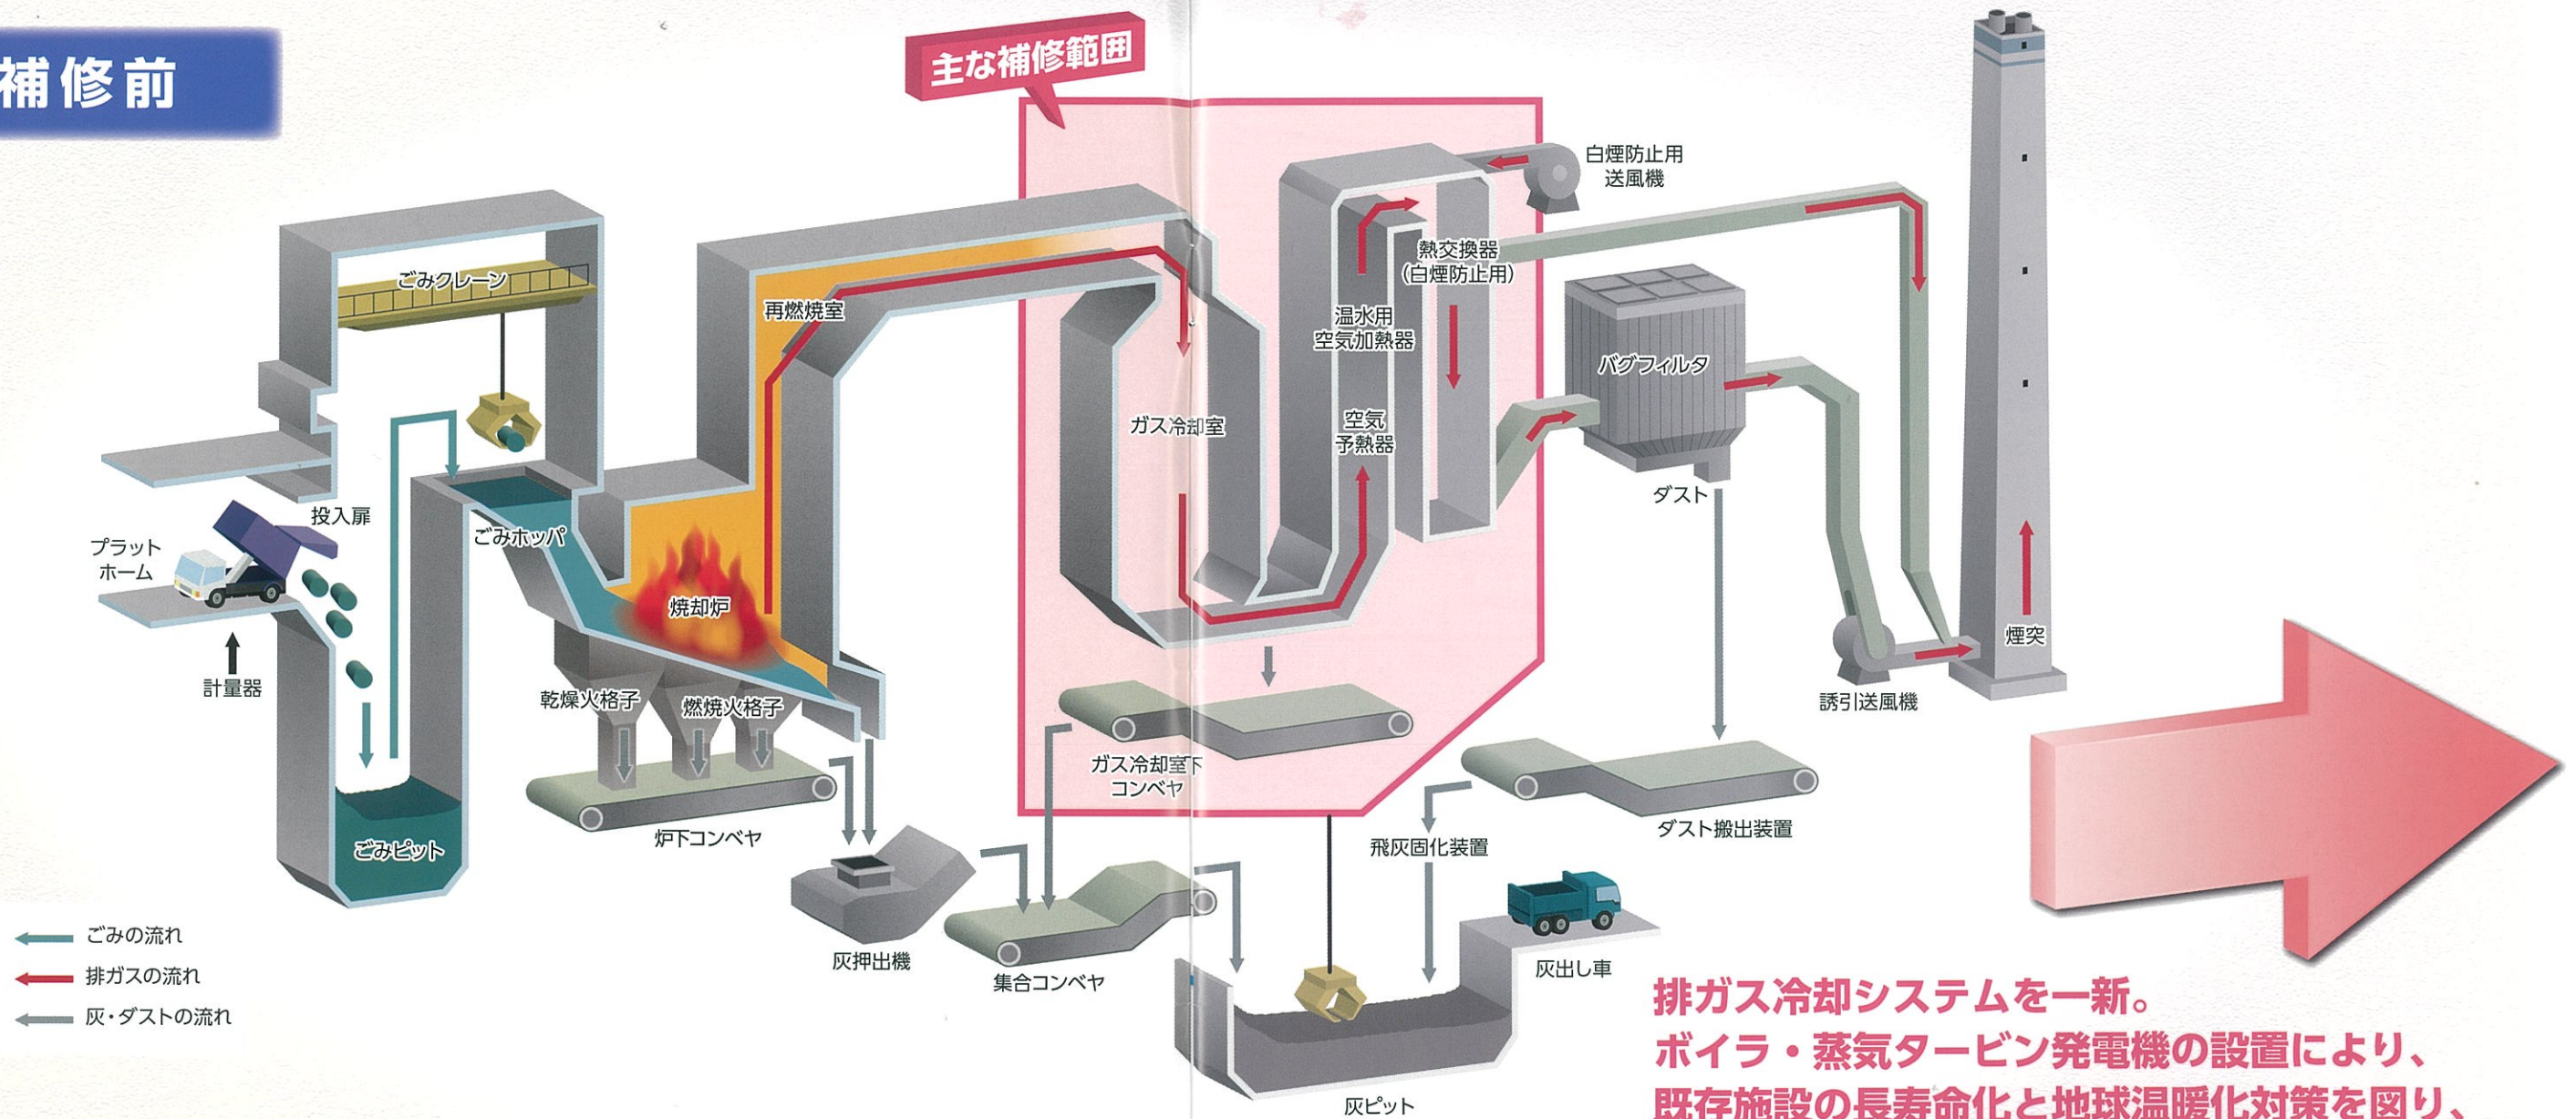 補修前
主な補修範囲
白煙防止用
送風機
ごみクレーン
再燃焼室
熱交換器
(白煙防止用)
温水用
空気加熱器
バグフィルタ
ガス冷却室
空気
予熱器
ダスト
投入扉
ごみホッパ
プラット
ホーム
焼却炉
煙突
計量器
乾燥火格子
燃焼火格子
誘引送風機
ガス冷却室下
コンベヤ
炉下コンベヤ
ダスト搬出装置
ごみピット
飛灰固化装置
灰押出機
集合コンベヤ
灰出し車
灰ピット
ごみの流れ
排ガスの流れ
灰・ダストの流れ
排ガス冷却システムを一新。
ボイラ・蒸気タービン発電機の設置により、
既存施設の長寿命化と地球温暖化対策を図り、